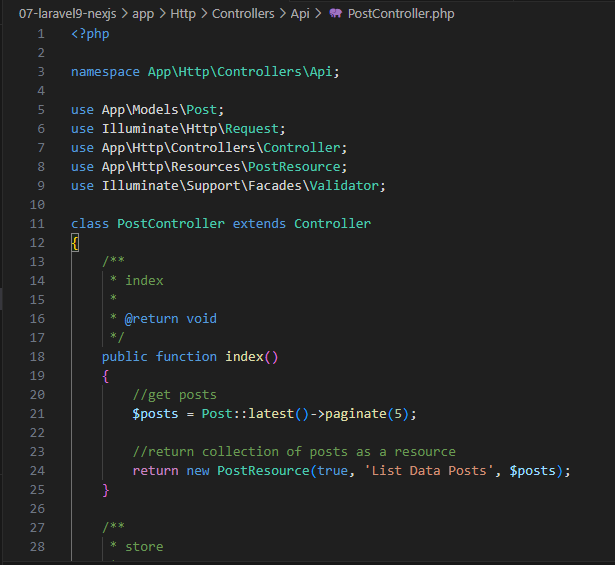 07-laravel9-nexjs > app > Http > Controllers > Api > PostController.php
1 <?php
2
3 namespace App\Http\Controllers\Api;
4
5 use App\Models\Post;
6 use Illuminate\Http\Request;
7 use App\Http\Controllers\Controller;
8 use App\Http\Resources\PostResource;
9 use Illuminate\Support\Facades\Validator;
10
11 class PostController extends Controller
12 {
13     /**
14      * index
15      *
16      * @return void
17      */
18     public function index()
19     {
20         //get posts
21         $posts = Post::latest()->paginate(5);
22
23         //return collection of posts as a resource
24         return new PostResource(true, 'List Data Posts', $posts);
25     }
26
27     /**
28      * store